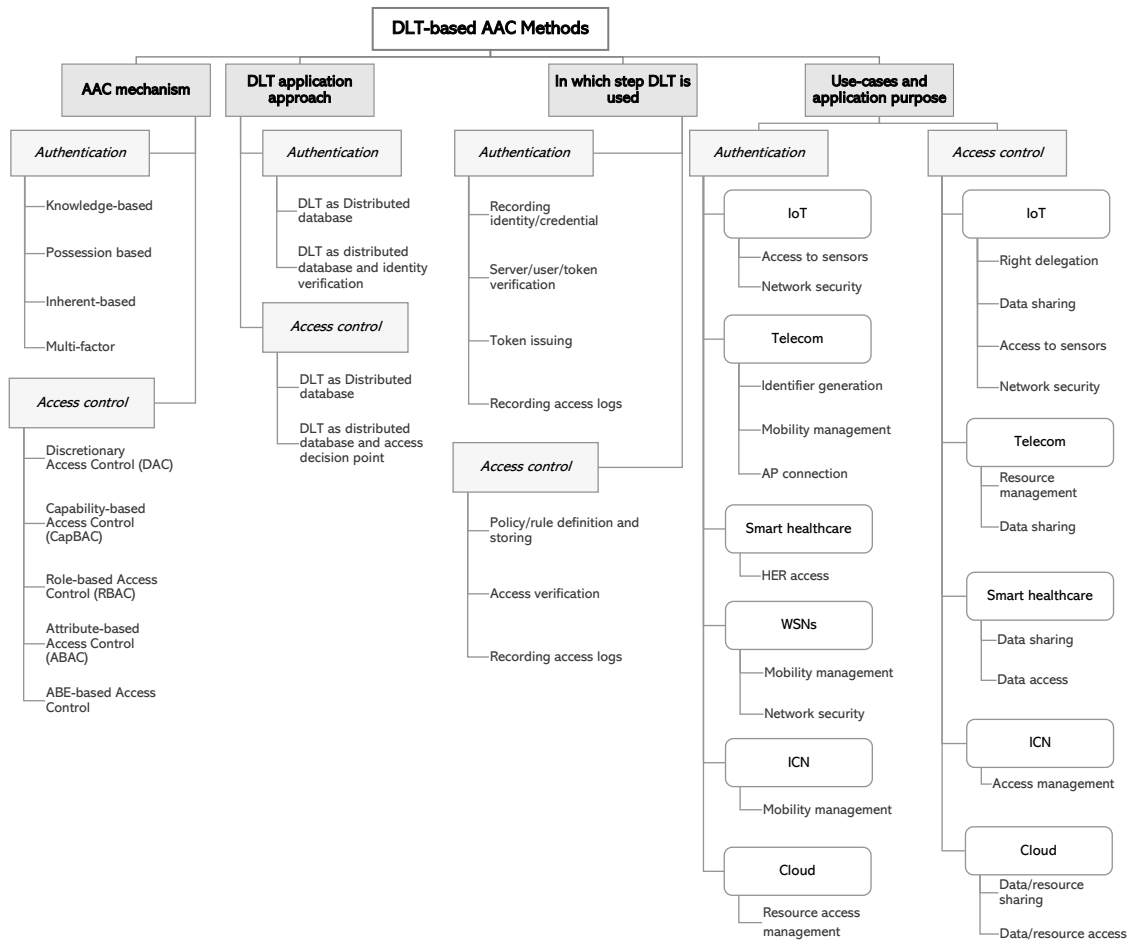 DLT-based AAC Methods
AAC mechanism
Authentication
Knowledge-based
Possession based
Inherent-based
Multi-factor
Access control
Discretionary
Access Control (DAC)
Capability-based
Access Control
(CapBAC)
Role-based Access
Control (RBAC)
Attribute-based
Access Control
(ABAC)
ABE-based Access
Control
DLT application
approach
Authentication
DLT as Distributed
database
DLT as distributed
database and identity
verification
Access control
DLT as Distributed
database
DLT as distributed
database and access
decision point
In which step DLT is
used
Authentication
Recording
identity/credential
Server/user/token
verification
Token issuing
Recording access logs
Access control
Policy/rule definition and
storing
Access verification
Recording access logs
Use-cases and
application purpose
Authentication
IoT
Access to sensors
Network security
Telecom
Identifier generation
Mobility management
AP connection
Smart healthcare
HER access
WSNs
Mobility management
Network security
ICN
Mobility management
Cloud
Resource access
management
Access control
IoT
Right delegation
Data sharing
Access to sensors
Network security
Telecom
Resource
management
Data sharing
Smart healthcare
Data sharing
Data access
ICN
Access management
Cloud
Data/resource
sharing
Data/resource access